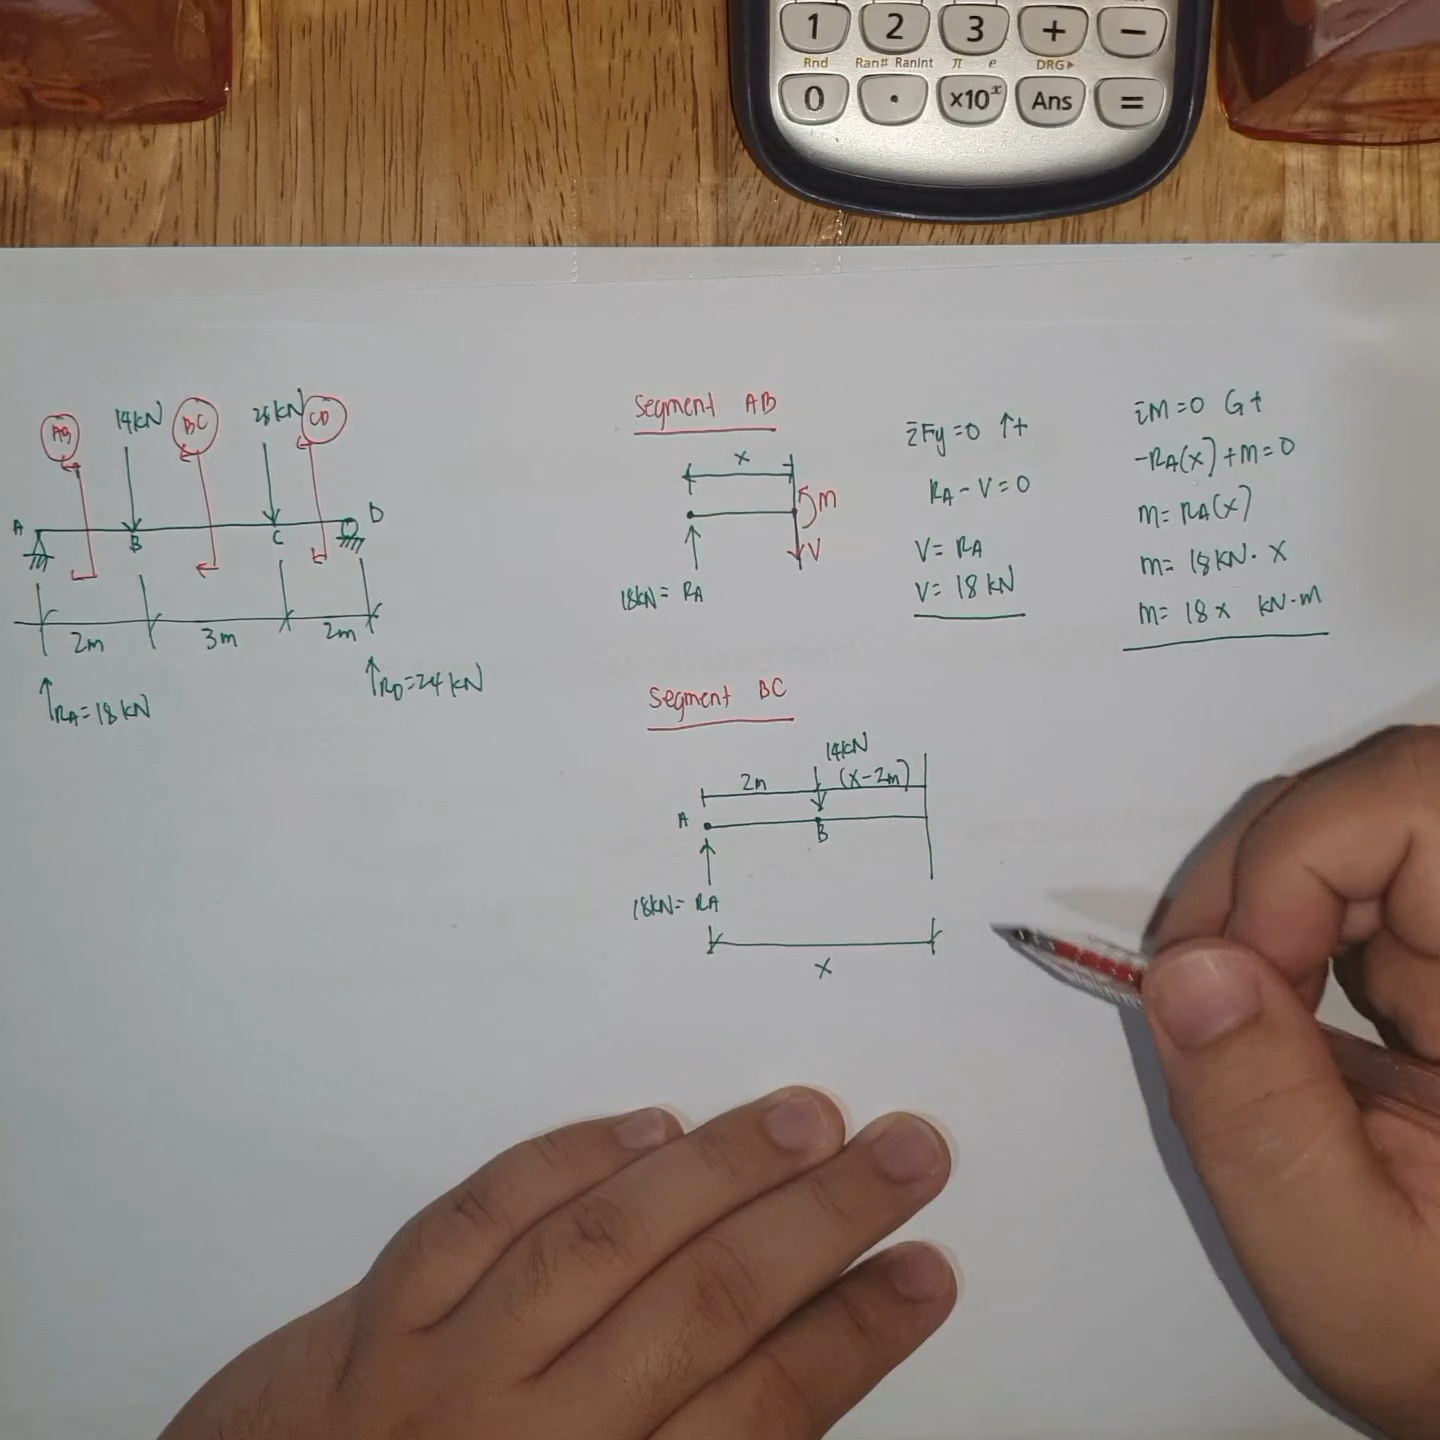 1 2 3 + −
Rnd Ran# RanInt π e DRG▸
0 · ×10ˣ Ans =
AB 14kN BC 28kN CD
A B C D
2m 3m 2m
RA=18kN
RD=24kN
Segment AB
x
M
V
18kN= RA
ΣFy=0 ↑+
RA-V=0
V= RA
V= 18 kN
ΣM=0 G+
-RA(x)+M=0
M= RA(x)
M= 18kN· x
M= 18x kN·m
Segment BC
14kN
2m (x-2m)
A B
18kN= RA
x